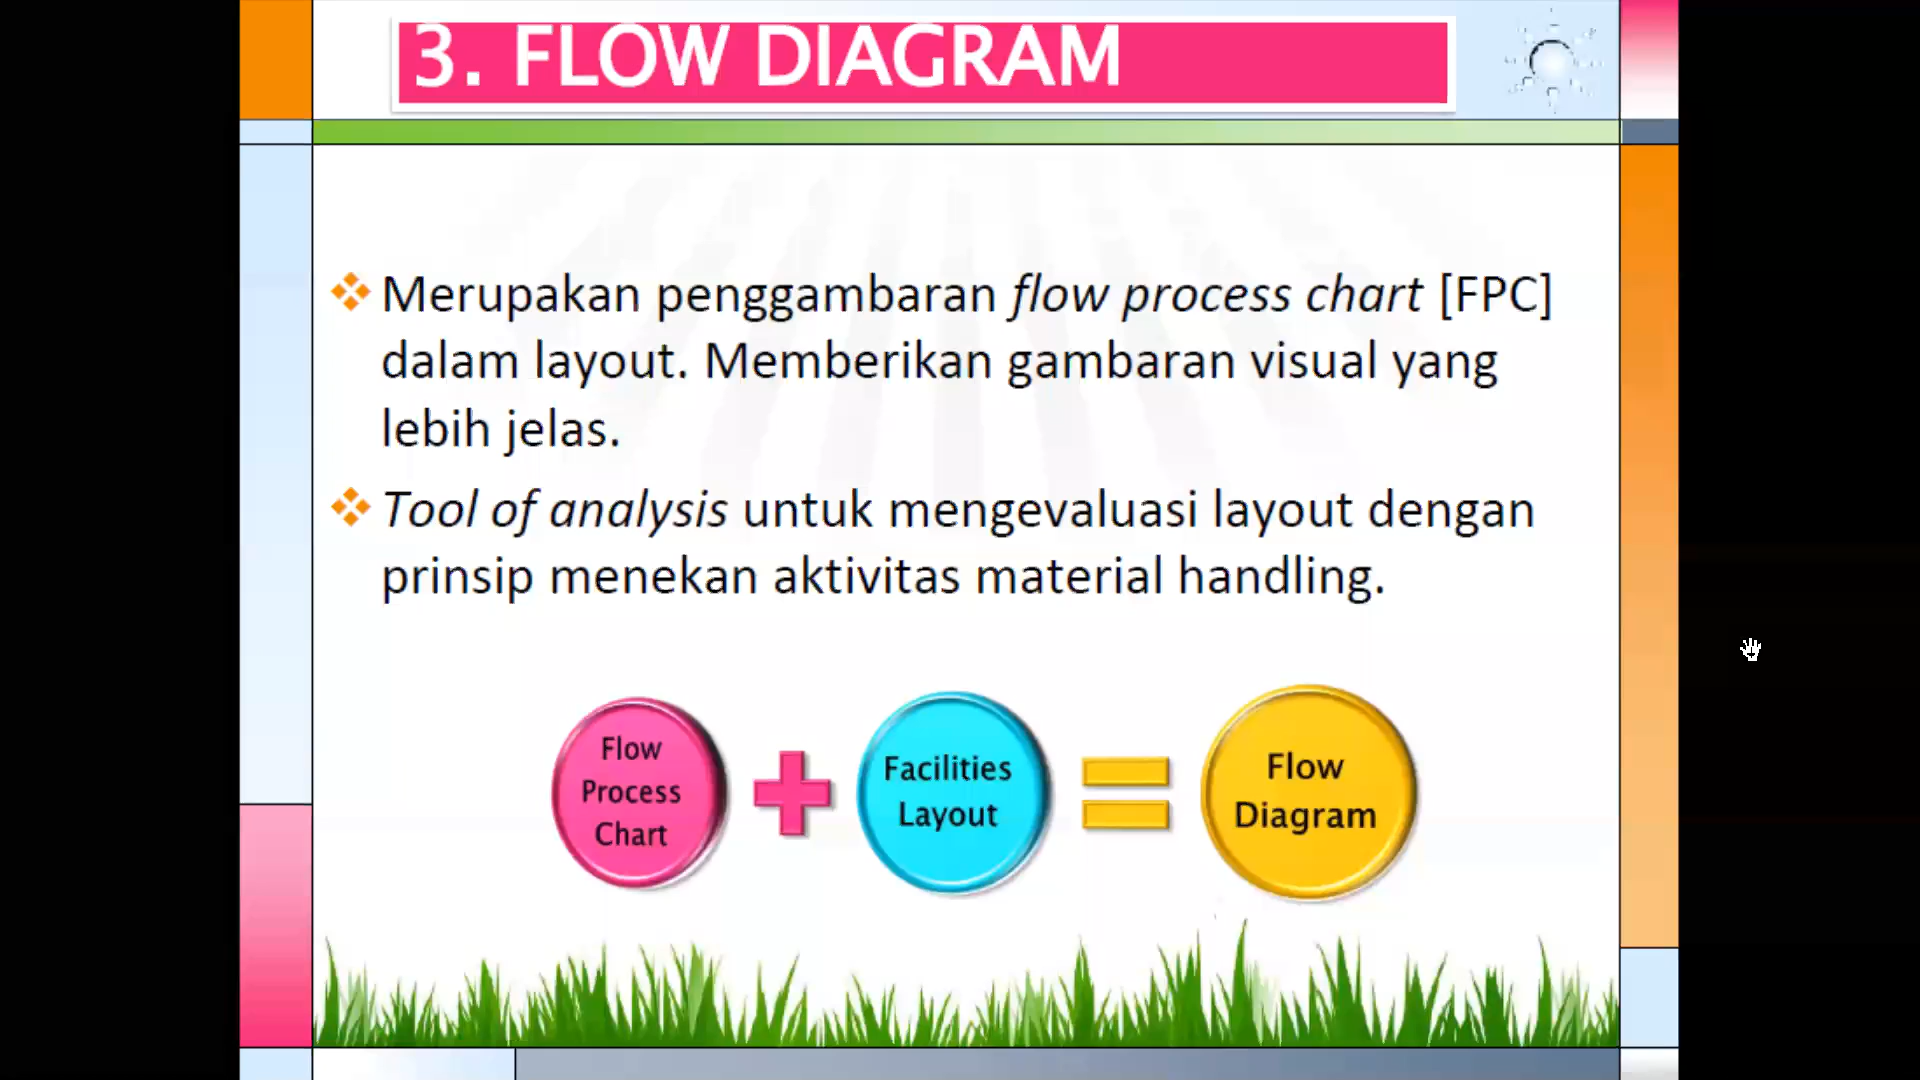 3. FLOW DIAGRAM
Merupakan penggambaran flow process chart [FPC]
dalam layout. Memberikan gambaran visual yang
lebih jelas.
Tool of analysis untuk mengevaluasi layout dengan
prinsip menekan aktivitas material handling.
Flow
Process
Chart
Facilities
Layout
Flow
Diagram